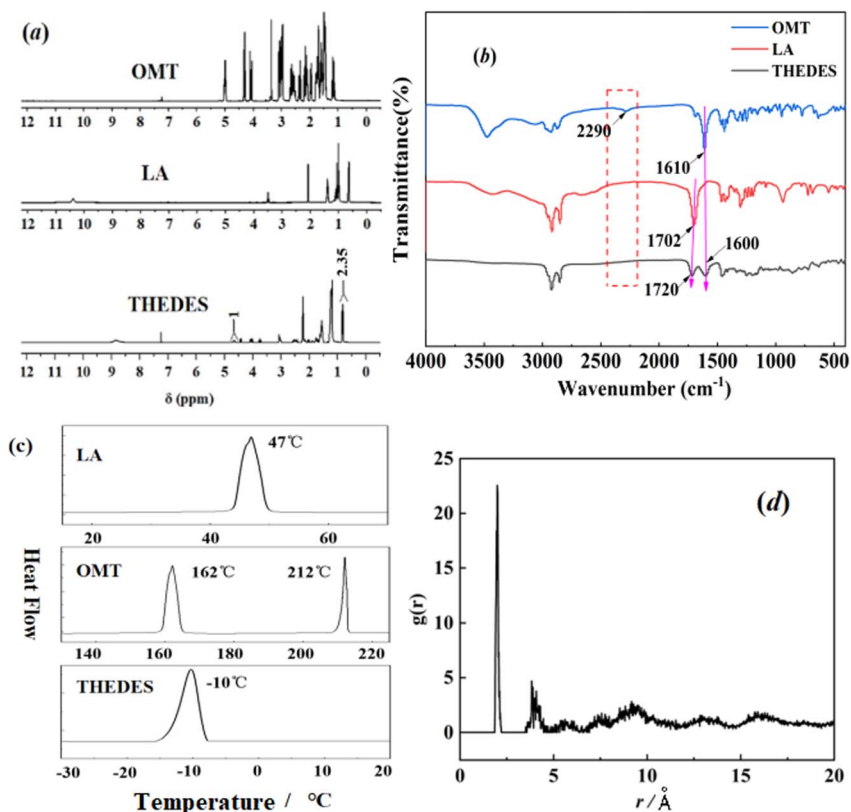 (a)
OMT
12 11 10 9 8 7 6 5 4 3 2 1 0
LA
12 11 10 9 8 7 6 5 4 3 2 1 0
THEDES
1
2.35
12 11 10 9 8 7 6 5 4 3 2 1 0
δ (ppm)
(b)
OMT
LA
THEDES
Transmittance(%)
2290
1610
1702
1600
1720
4000 3500 3000 2500 2000 1500 1000 500
Wavenumber (cm⁻¹)
(c)
LA
47℃
20 40 60
Heat Flow
OMT
162℃
212℃
140 160 180 200 220
THEDES
-10℃
-30 -20 -10 0 10 20
Temperature / °C
(d)
g(r)
25
20
15
10
5
0
0 5 10 15 20
r / Å